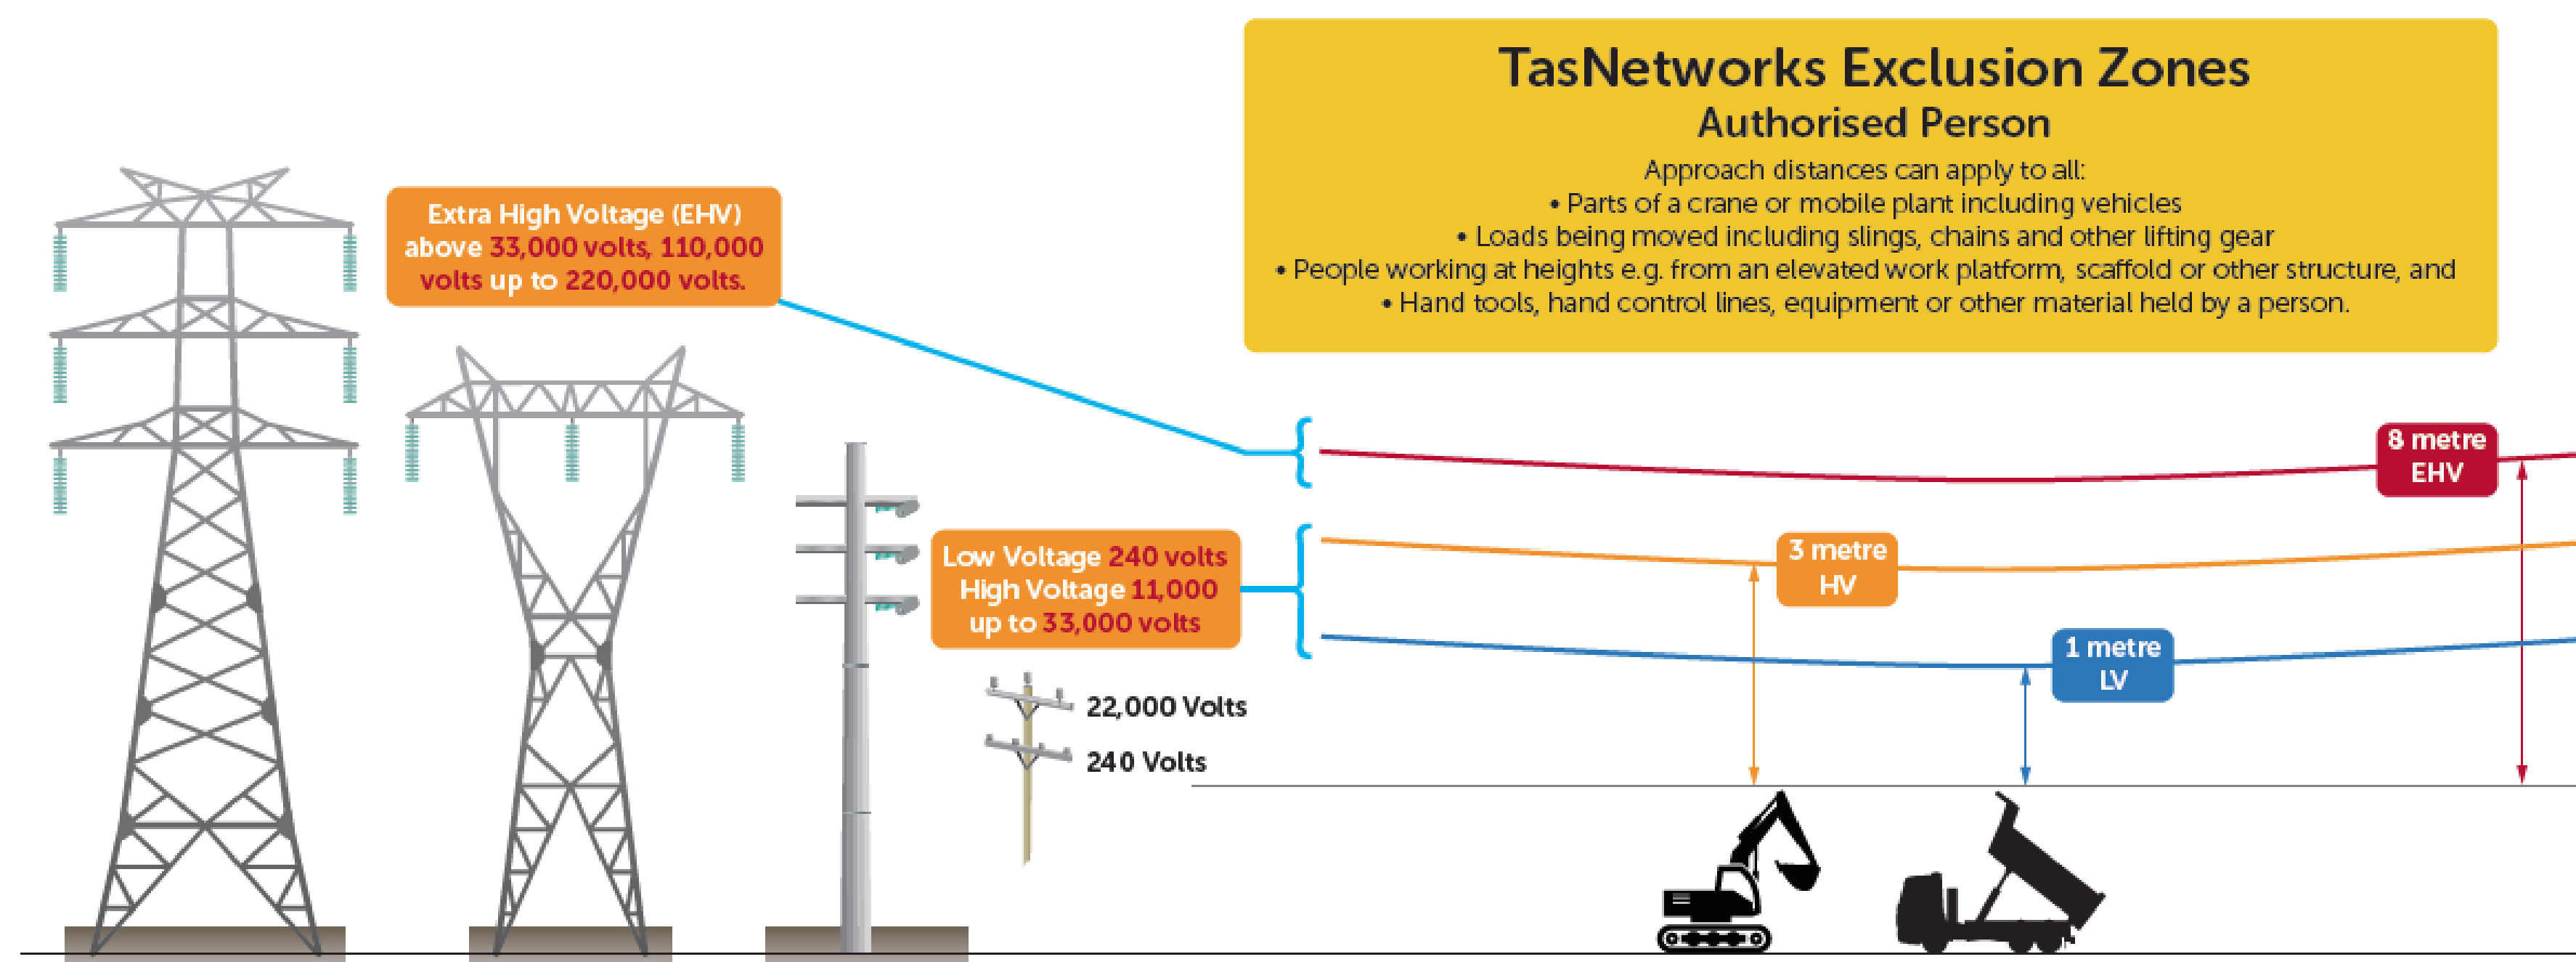 TasNetworks Exclusion Zones
Authorised Person
Approach distances can apply to all:
• Parts of a crane or mobile plant including vehicles
• Loads being moved including slings, chains and other lifting gear
• People working at heights e.g. from an elevated work platform, scaffold or other structure, and
• Hand tools, hand control lines, equipment or other material held by a person.
Extra High Voltage (EHV)
above 33,000 volts, 110,000
volts up to 220,000 volts.
8 metre
EHV
Low Voltage 240 volts
High Voltage 11,000
up to 33,000 volts
3 metre
HV
1 metre
LV
22,000 Volts
240 Volts